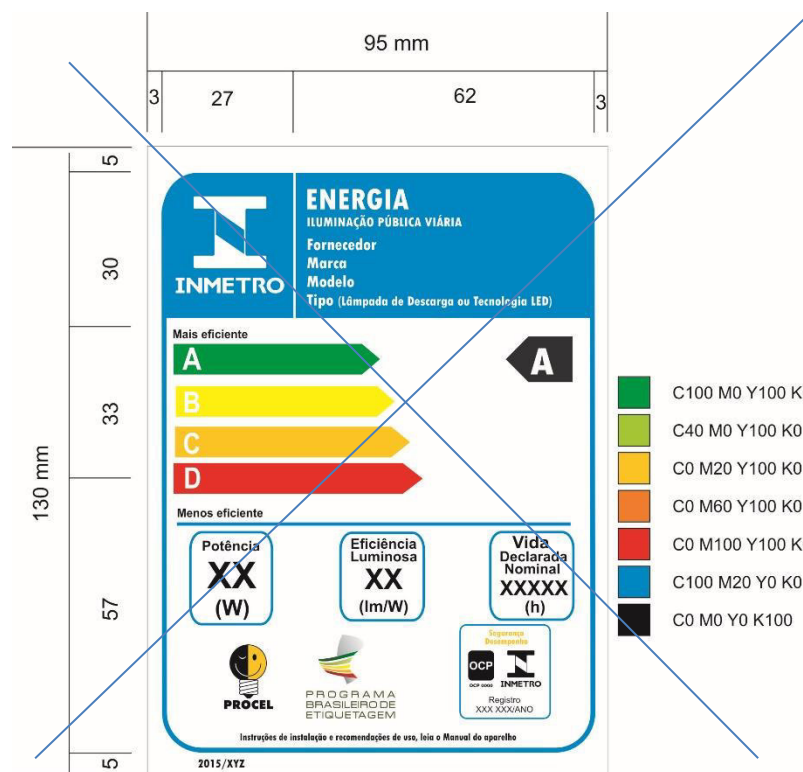 95 mm
3 27 62 3
5
30
33
57
5
130 mm
INMETRO
ENERGIA
ILUMINAÇÃO PÚBLICA VIÁRIA
Fornecedor
Marca
Modelo
Tipo (Lâmpada de Descarga ou Tecnologia LED)
Mais eficiente
A
A
B
C
D
Menos eficiente
Potência
XX
(W)
Eficiência
Luminosa
XX
(lm/W)
Vida
Declarada
Nominal
XXXXX
(h)
PROCEL
PROGRAMA
BRASILEIRO DE
ETIQUETAGEM
Segurança
Desempenho
OCP
OCP 0000
INMETRO
Registro
XXX XXX/ANO
Instruções de instalação e recomendações de uso, leia o Manual do aparelho
2015/XYZ
C100 M0 Y100 K
C40 M0 Y100 K0
C0 M20 Y100 K0
C0 M60 Y100 K0
C0 M100 Y100 K
C100 M20 Y0 K0
C0 M0 Y0 K100